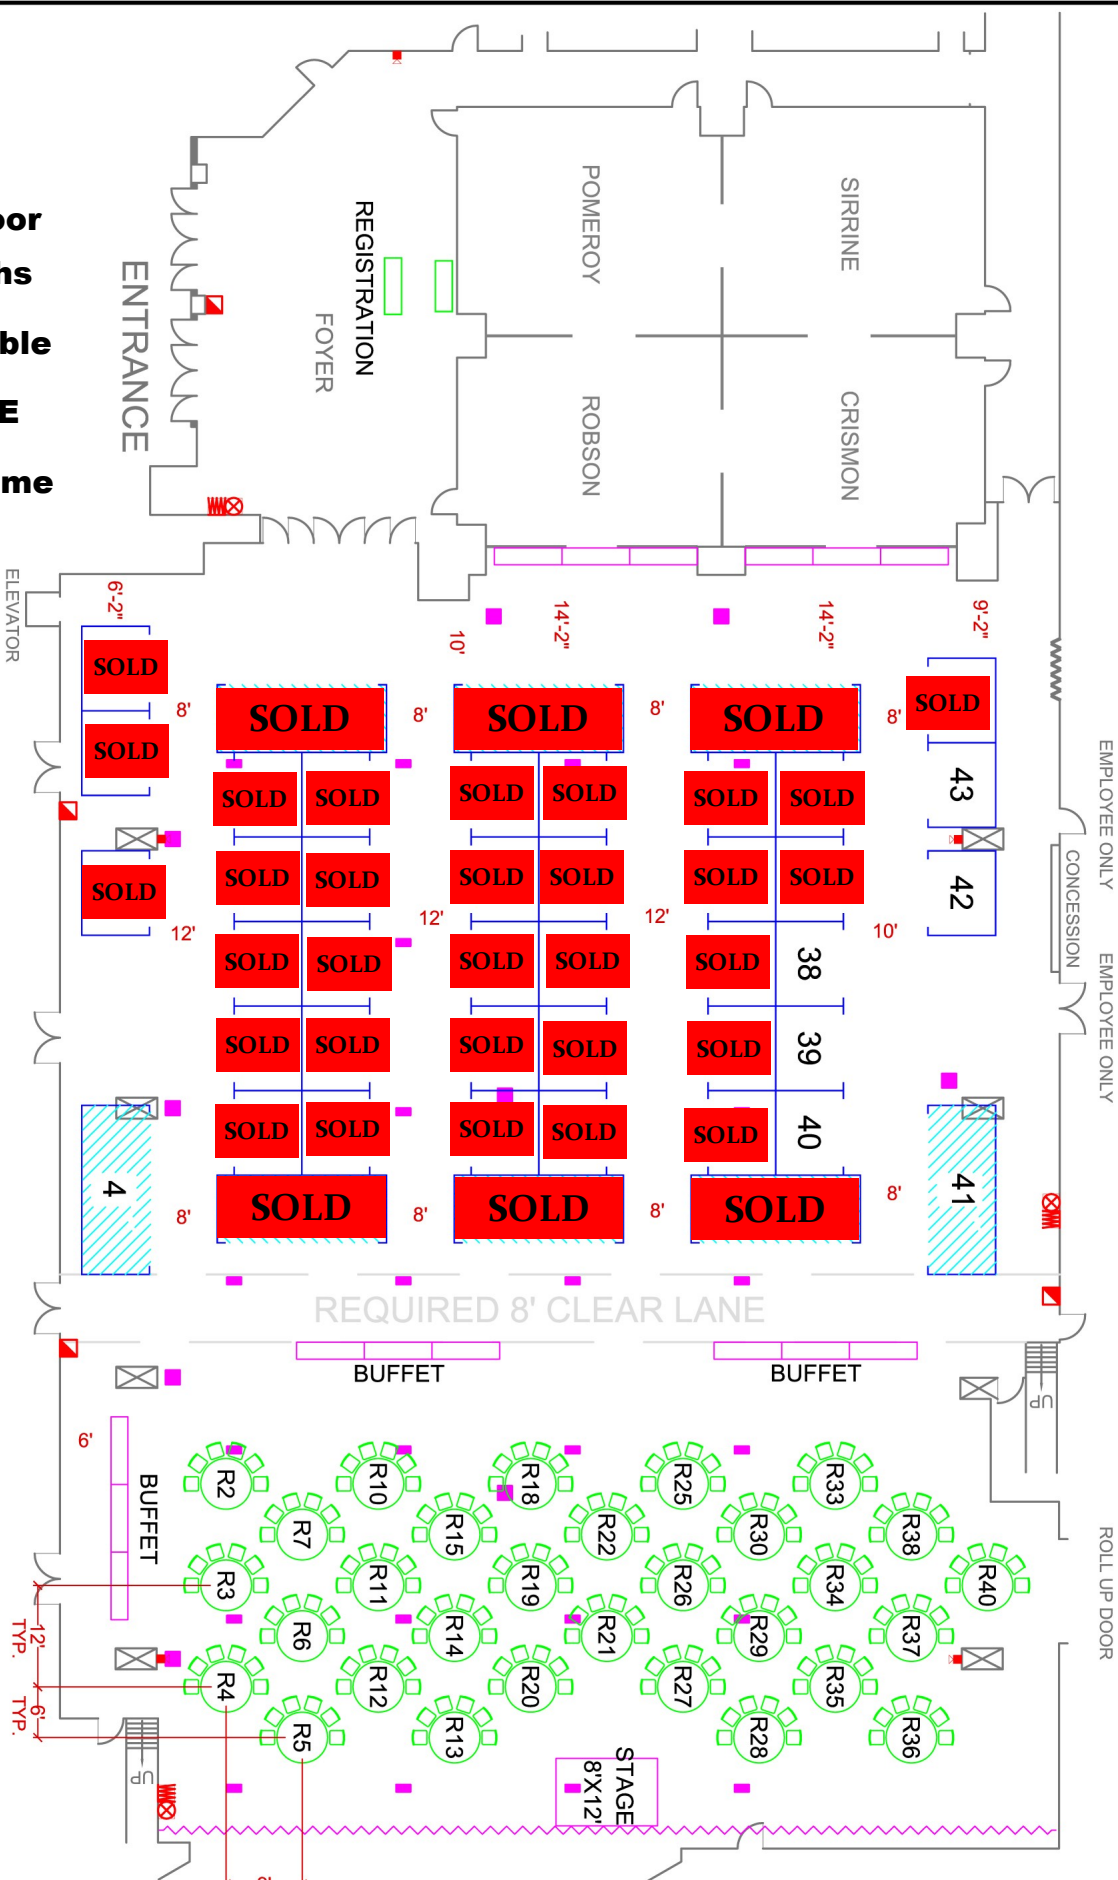 oor
hs
ble
E
me
ENTRANCE
REGISTRATION
FOYER
POMEROY
SIRRINE
ROBSON
CRISMON
ELEVATOR
6'-2"
10'
14'-2"
14'-2"
9'-2"
SOLD
SOLD
SOLD
SOLD
SOLD
SOLD
8'
8'
8'
8'
SOLD
SOLD
SOLD
SOLD
SOLD
SOLD
SOLD
43
EMPLOYEE ONLY
SOLD
SOLD
SOLD
SOLD
SOLD
SOLD
SOLD
42
CONCESSION
12'
12'
12'
10'
SOLD
SOLD
SOLD
SOLD
SOLD
38
EMPLOYEE ONLY
SOLD
SOLD
SOLD
SOLD
SOLD
39
SOLD
SOLD
SOLD
SOLD
SOLD
40
4
SOLD
SOLD
SOLD
41
8'
8'
8'
8'
REQUIRED 8' CLEAR LANE
BUFFET
BUFFET
UP
6'
BUFFET
R2
R10
R18
R25
R33
R7
R15
R22
R30
R38
R3
R11
R19
R26
R34
R40
R6
R14
R21
R29
R37
R4
R12
R20
R27
R35
R5
R13
R28
R36
ROLL UP DOOR
12'
TYP.
6'
TYP.
UP
STAGE
8'X12'